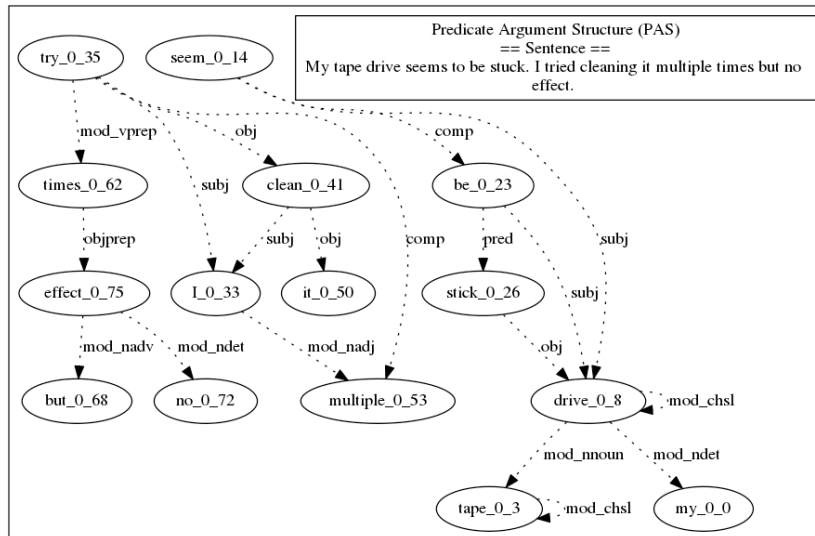 Predicate Argument Structure (PAS)
== Sentence ==
My tape drive seems to be stuck. I tried cleaning it multiple times but no
effect.
try_0_35
seem_0_14
mod_vprep
obj
comp
times_0_62
clean_0_41
be_0_23
subj
objprep
subj
obj
comp
pred
subj
effect_0_75
I_0_33
it_0_50
stick_0_26
subj
mod_nadv
mod_ndet
mod_nadj
obj
but_0_68
no_0_72
multiple_0_53
drive_0_8
mod_chsl
mod_nnoun
mod_ndet
tape_0_3
mod_chsl
my_0_0